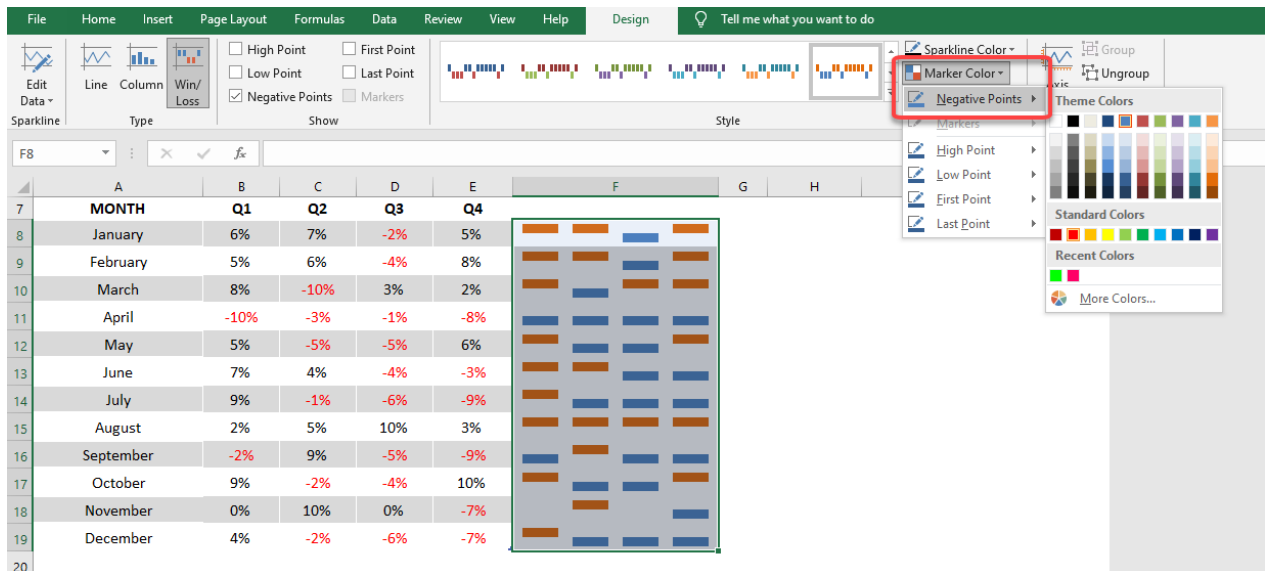 File Home Insert Page Layout Formulas Data Review View Help Design Tell me what you want to do
High Point First Point Sparkline Color Group
Low Point Last Point Marker Color Ungroup
Edit Data Line Column Win/Loss Negative Points Markers Axis Negative Points Theme Colors
Sparkline Type Show Style Markers
F8 fx High Point
Low Point
A B C D E F G H First Point Standard Colors
7 MONTH Q1 Q2 Q3 Q4 Last Point
8 January 6% 7% -2% 5%
9 February 5% 6% -4% 8% Recent Colors
10 March 8% -10% 3% 2% More Colors...
11 April -10% -3% -1% -8%
12 May 5% -5% -5% 6%
13 June 7% 4% -4% -3%
14 July 9% -1% -6% -9%
15 August 2% 5% 10% 3%
16 September -2% 9% -5% -9%
17 October 9% -2% -4% 10%
18 November 0% 10% 0% -7%
19 December 4% -2% -6% -7%
20